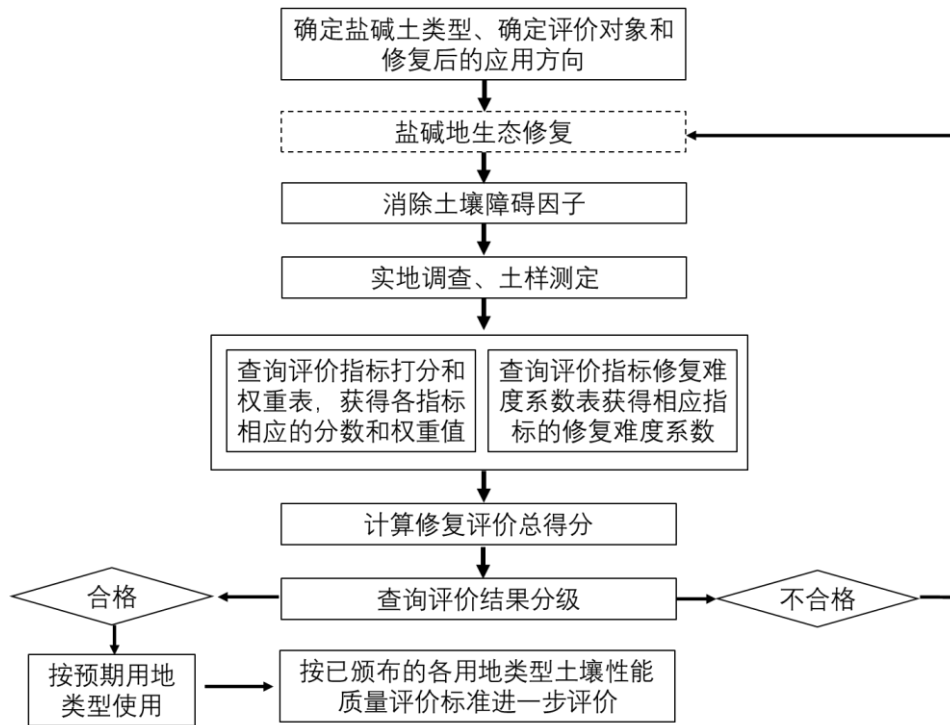 确定盐碱土类型、确定评价对象和
修复后的应用方向
盐碱地生态修复
消除土壤障碍因子
实地调查、土样测定
查询评价指标打分和
权重表，获得各指标
相应的分数和权重值
查询评价指标修复难
度系数表获得相应指
标的修复难度系数
计算修复评价总得分
合格
查询评价结果分级
不合格
按预期用地
类型使用
按已颁布的各用地类型土壤性能
质量评价标准进一步评价